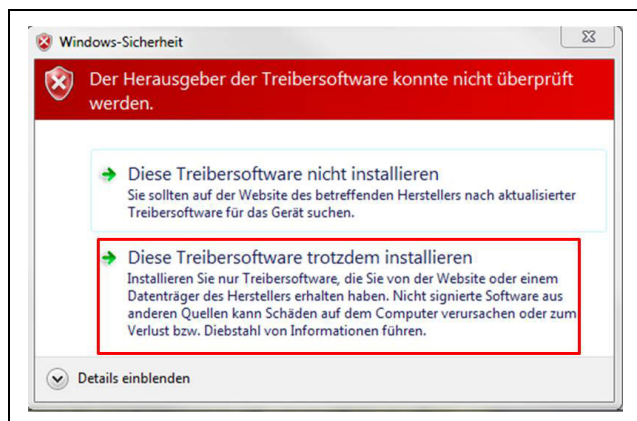 Windows-Sicherheit
Der Herausgeber der Treibersoftware konnte nicht überprüft
werden.
Diese Treibersoftware nicht installieren
Sie sollten auf der Website des betreffenden Herstellers nach aktualisierter
Treibersoftware für das Gerät suchen.
Diese Treibersoftware trotzdem installieren
Installieren Sie nur Treibersoftware, die Sie von der Website oder einem
Datenträger des Herstellers erhalten haben. Nicht signierte Software aus
anderen Quellen kann Schäden auf dem Computer verursachen oder zum
Verlust bzw. Diebstahl von Informationen führen.
Details einblenden